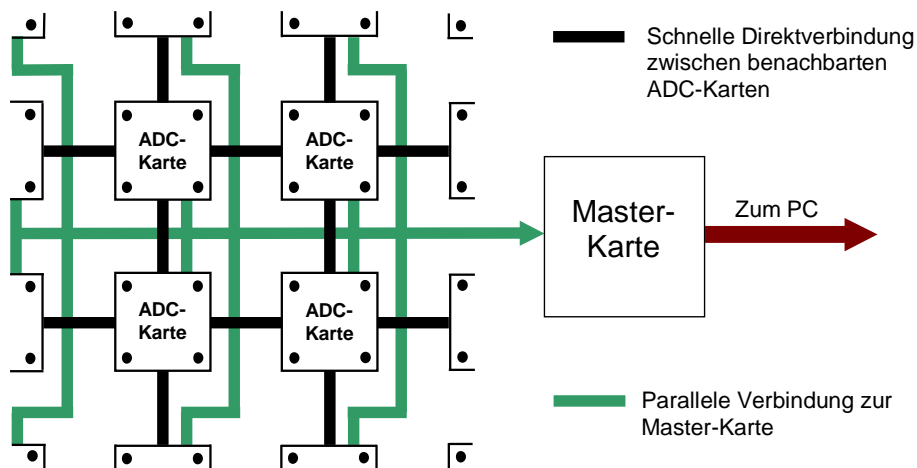 Schnelle Direktverbindung
zwischen benachbarten
ADC-Karten
ADC-
Karte
ADC-
Karte
Master-
Karte
Zum PC
ADC-
Karte
ADC-
Karte
Parallele Verbindung zur
Master-Karte